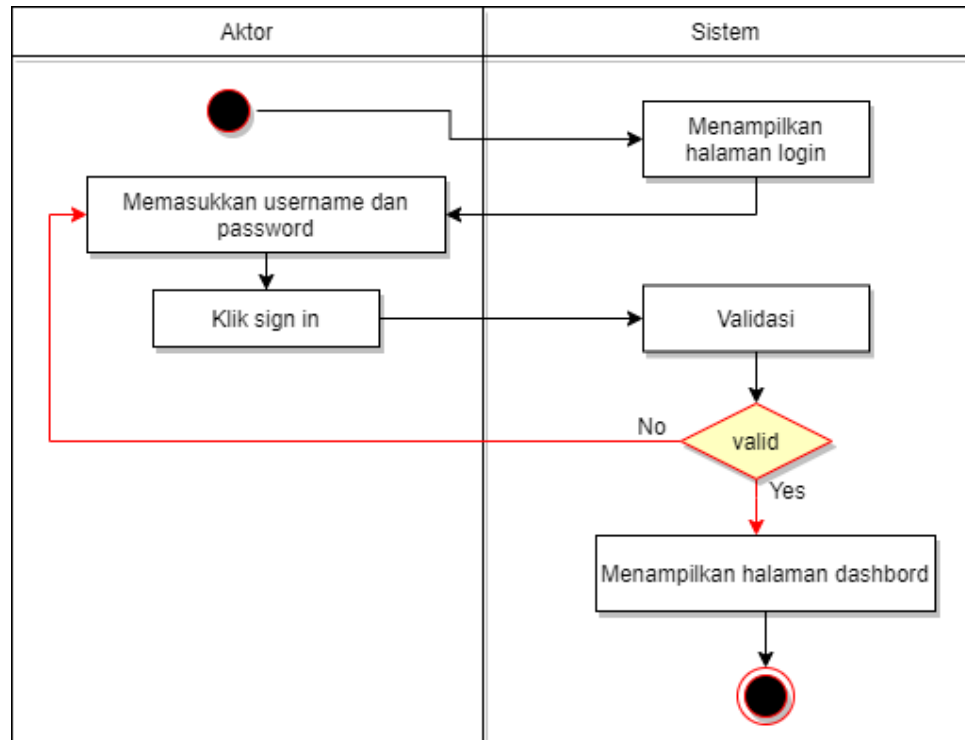 Aktor
Sistem
Menampilkan
halaman login
Memasukkan username dan
password
Klik sign in
Validasi
No
valid
Yes
Menampilkan halaman dashbord